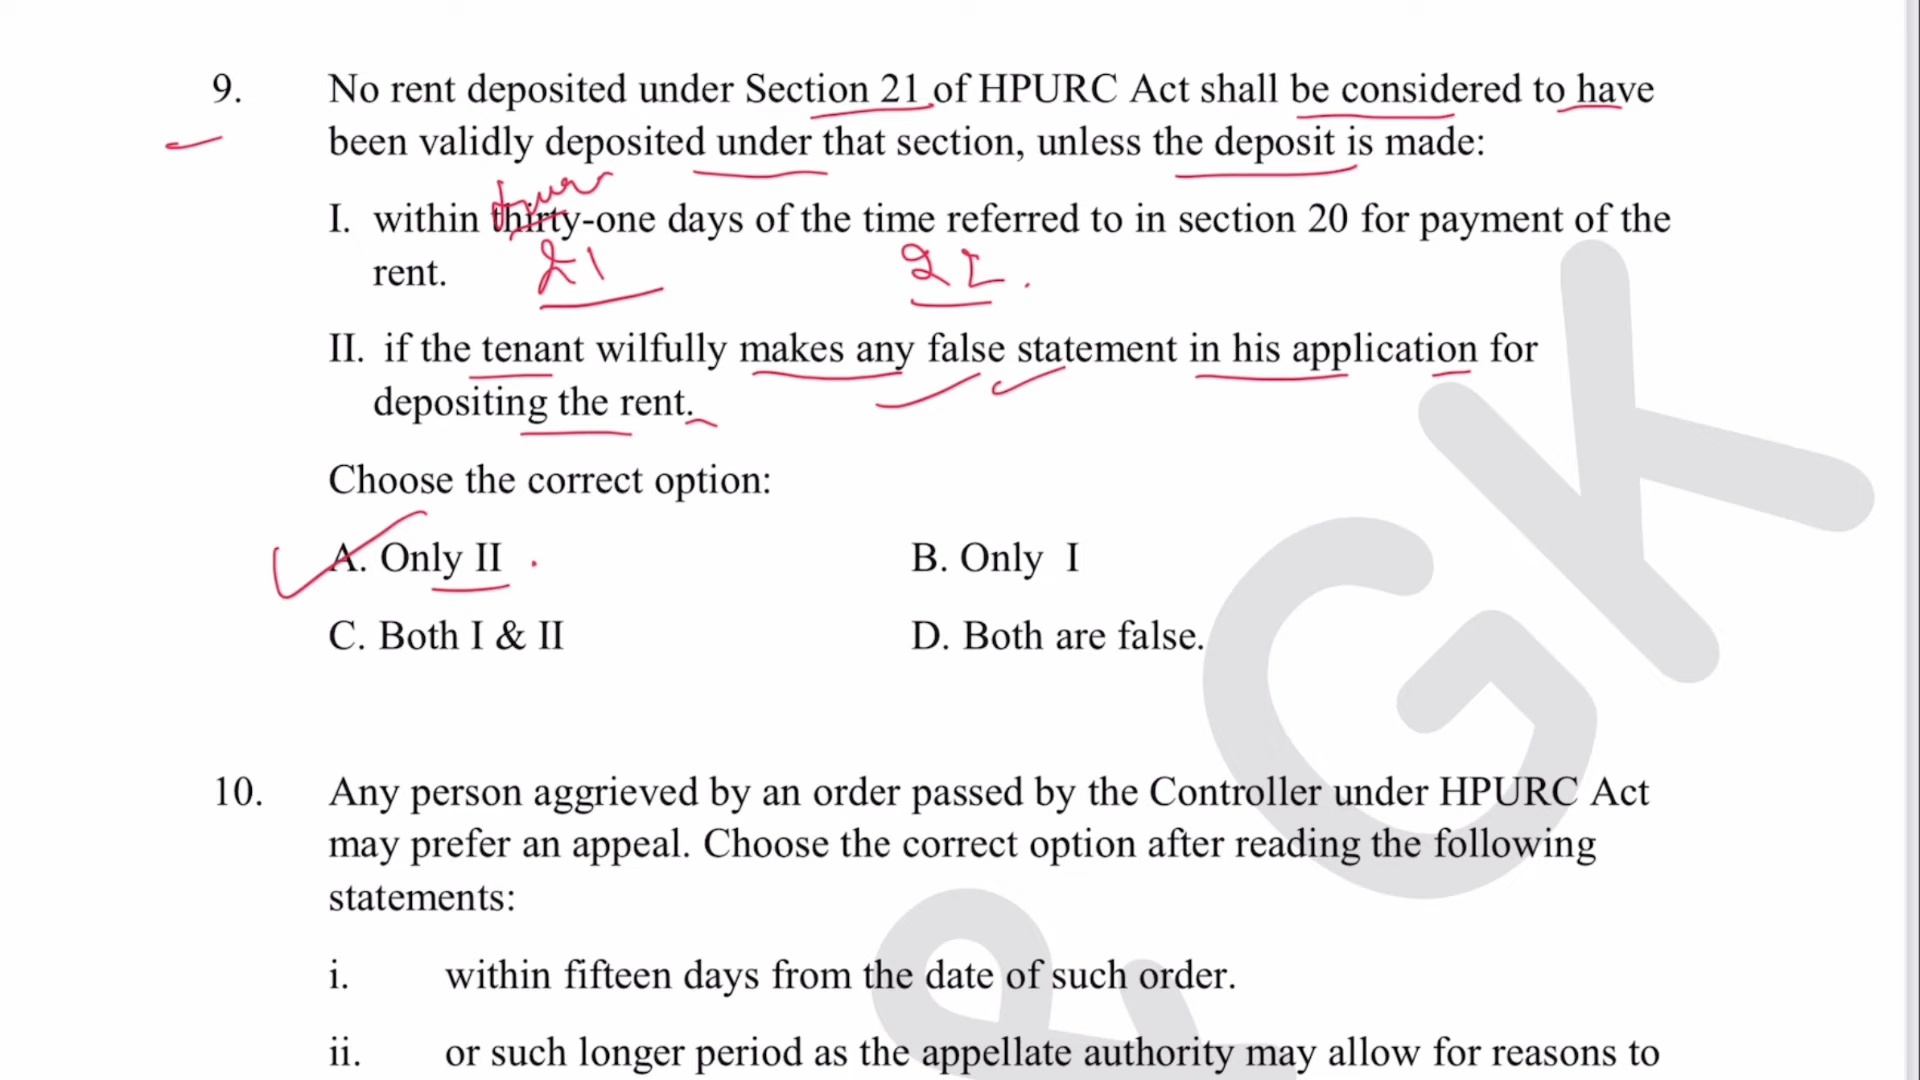 9. No rent deposited under Section 21 of HPURC Act shall be considered to have
been validly deposited under that section, unless the deposit is made:
I. within thirty-one days of the time referred to in section 20 for payment of the
rent. 21
II. if the tenant wilfully makes any false statement in his application for
depositing the rent.
Choose the correct option:
A. Only II B. Only I
C. Both I & II D. Both are false.
10. Any person aggrieved by an order passed by the Controller under HPURC Act
may prefer an appeal. Choose the correct option after reading the following
statements:
i. within fifteen days from the date of such order.
ii. or such longer period as the appellate authority may allow for reasons to
& GK